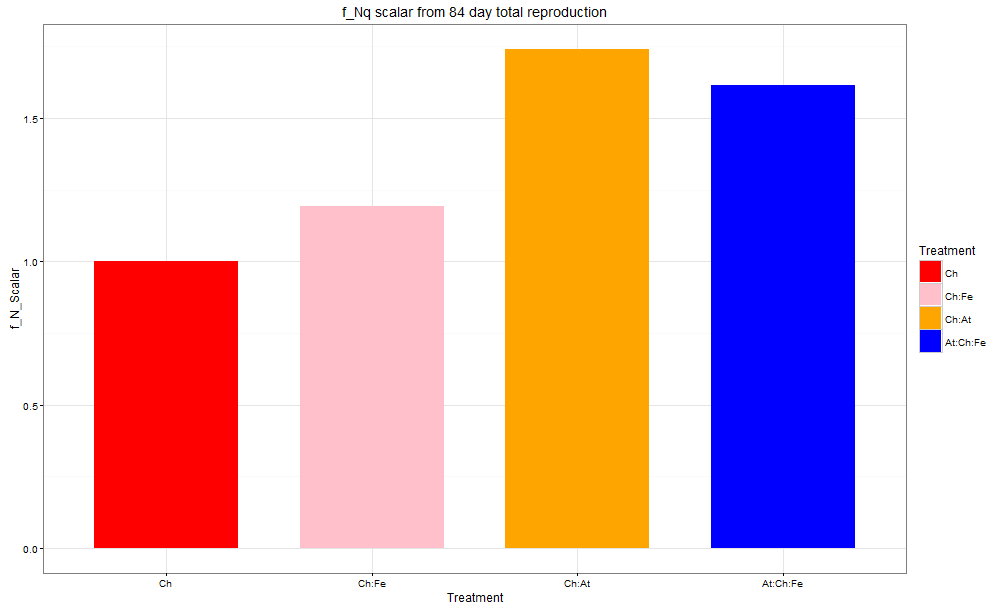 f_Nq scalar from 84 day total reproduction
f_N_Scalar
1.5
1.0
0.5
0.0
Ch
Ch:Fe
Ch:At
At:Ch:Fe
Treatment
Treatment
Ch
Ch:Fe
Ch:At
At:Ch:Fe